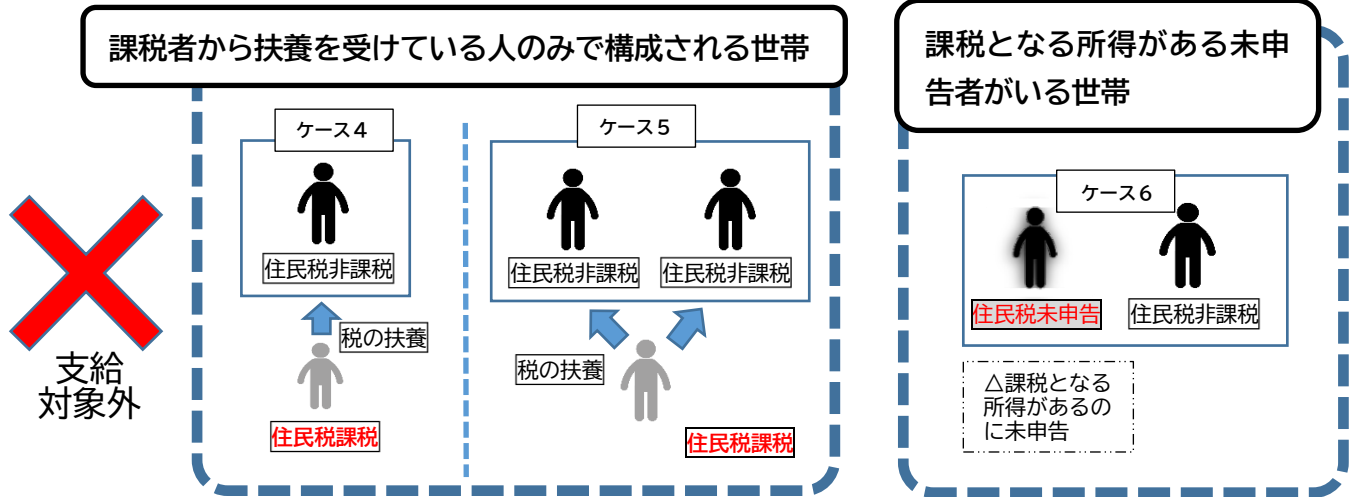 課税者から扶養を受けている人のみで構成される世帯
ケース4
住民税非課税
税の扶養
住民税課税
ケース5
住民税非課税
住民税非課税
税の扶養
住民税課税
支給
対象外
課税となる所得がある未申
告者がいる世帯
ケース6
住民税未申告
住民税非課税
△課税となる
所得があるの
に未申告